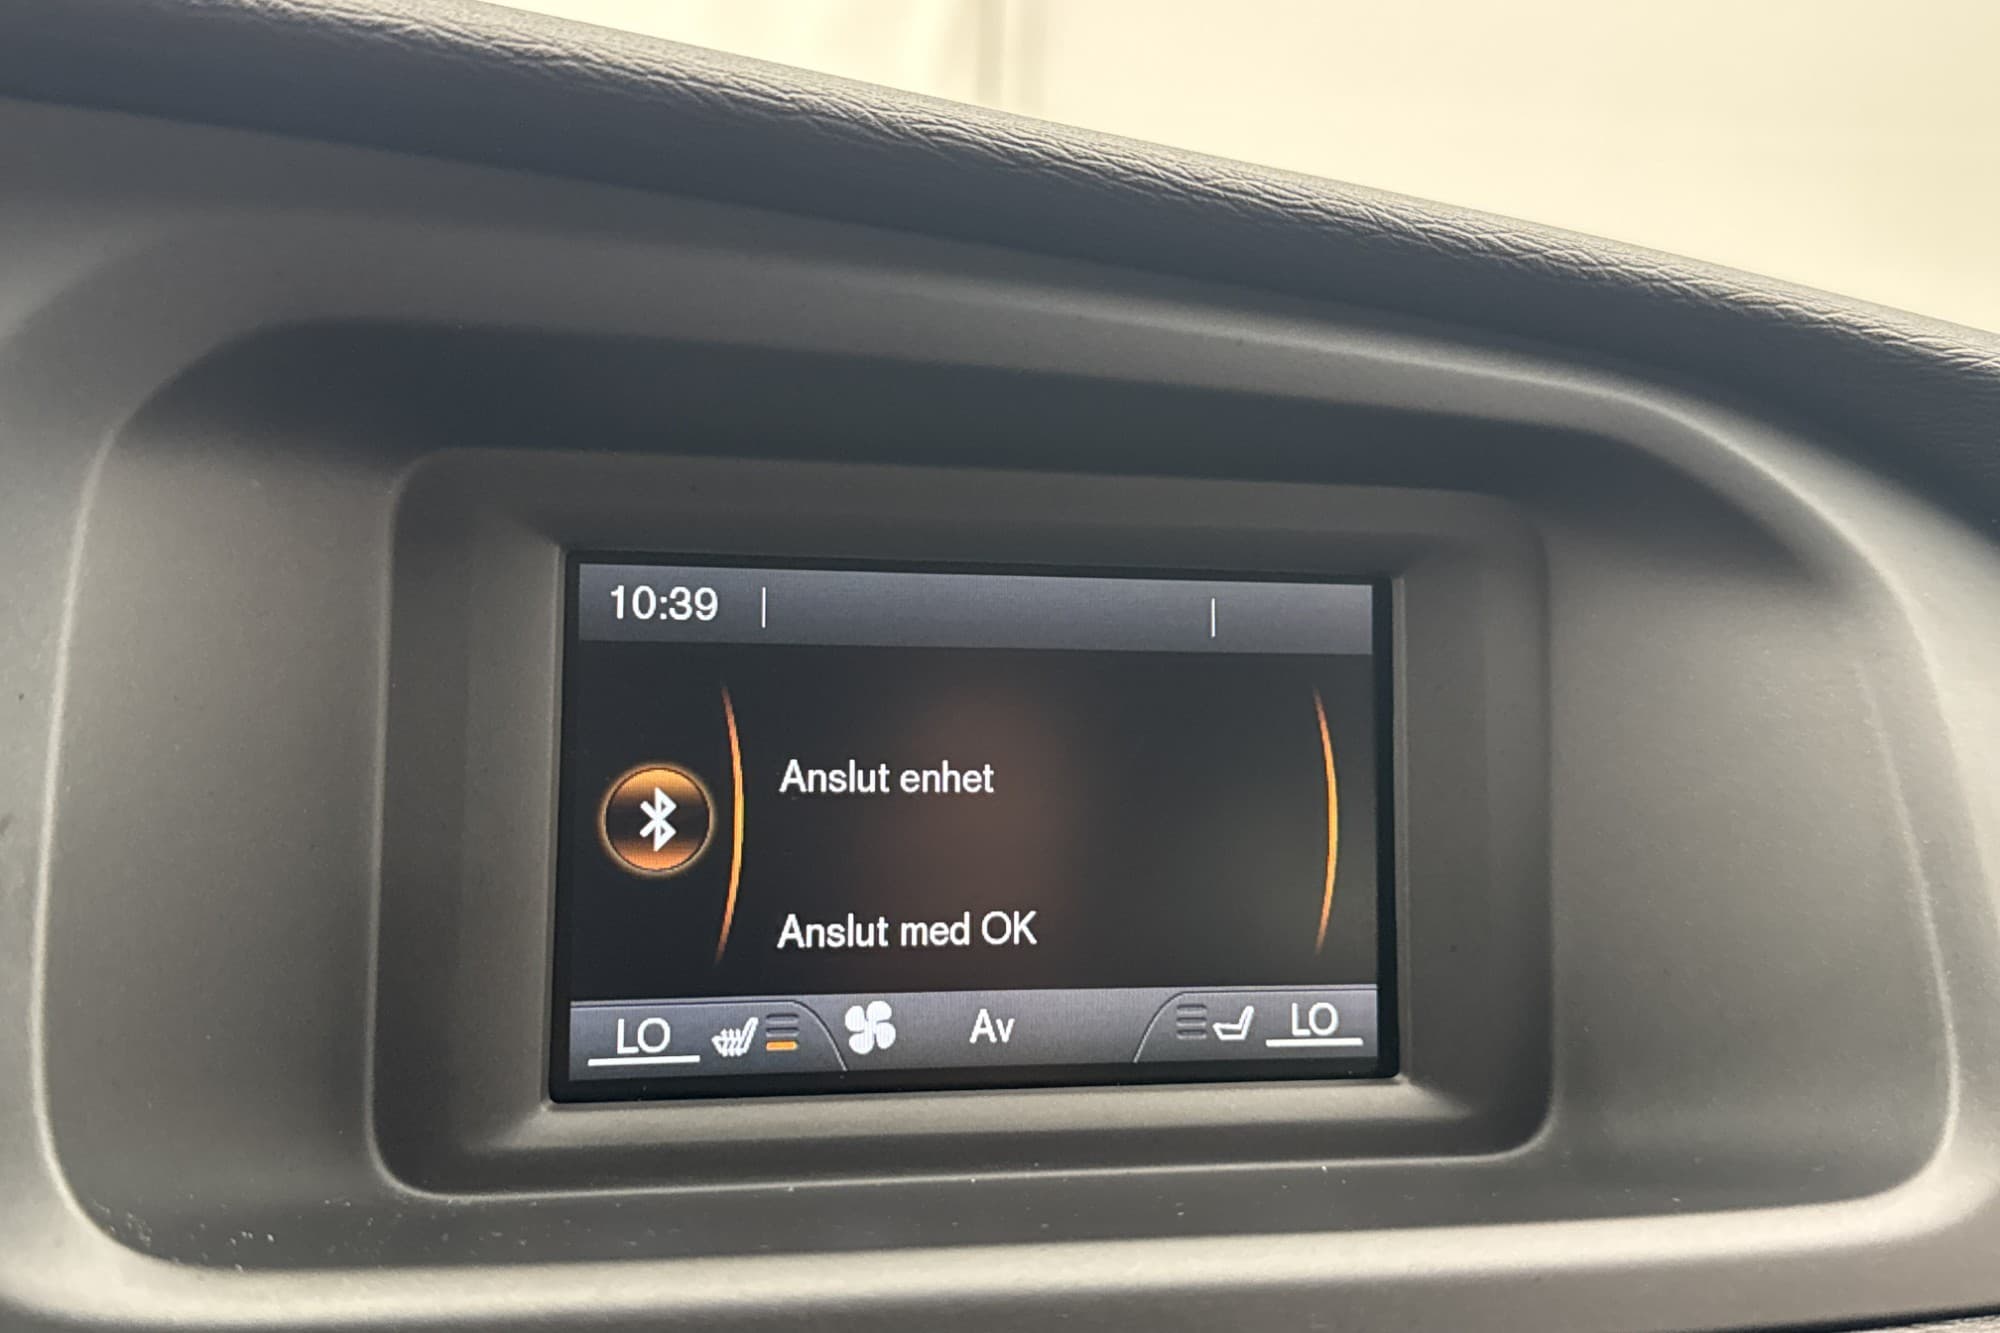 10:39
Anslut enhet
Anslut med OK
LO Av LO